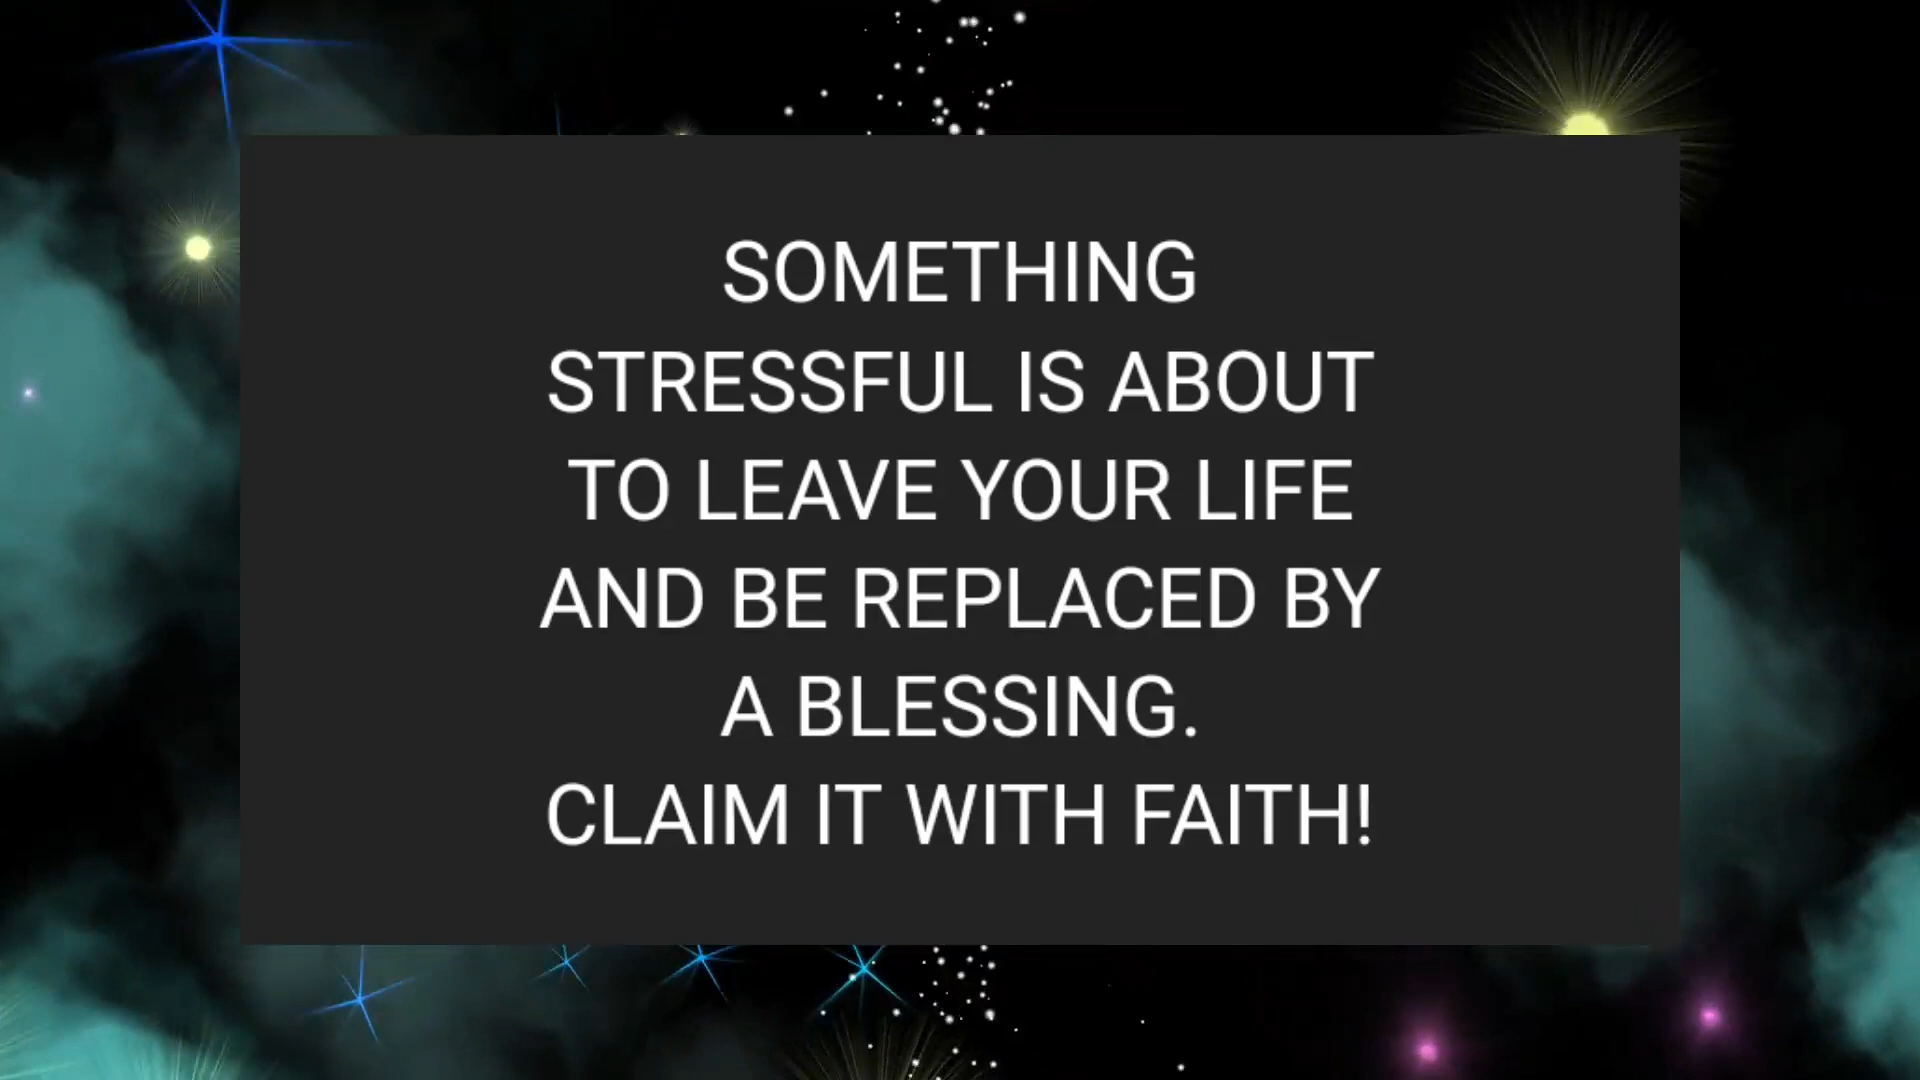 SOMETHING
STRESSFUL IS ABOUT
TO LEAVE YOUR LIFE
AND BE REPLACED BY
A BLESSING.
CLAIM IT WITH FAITH!